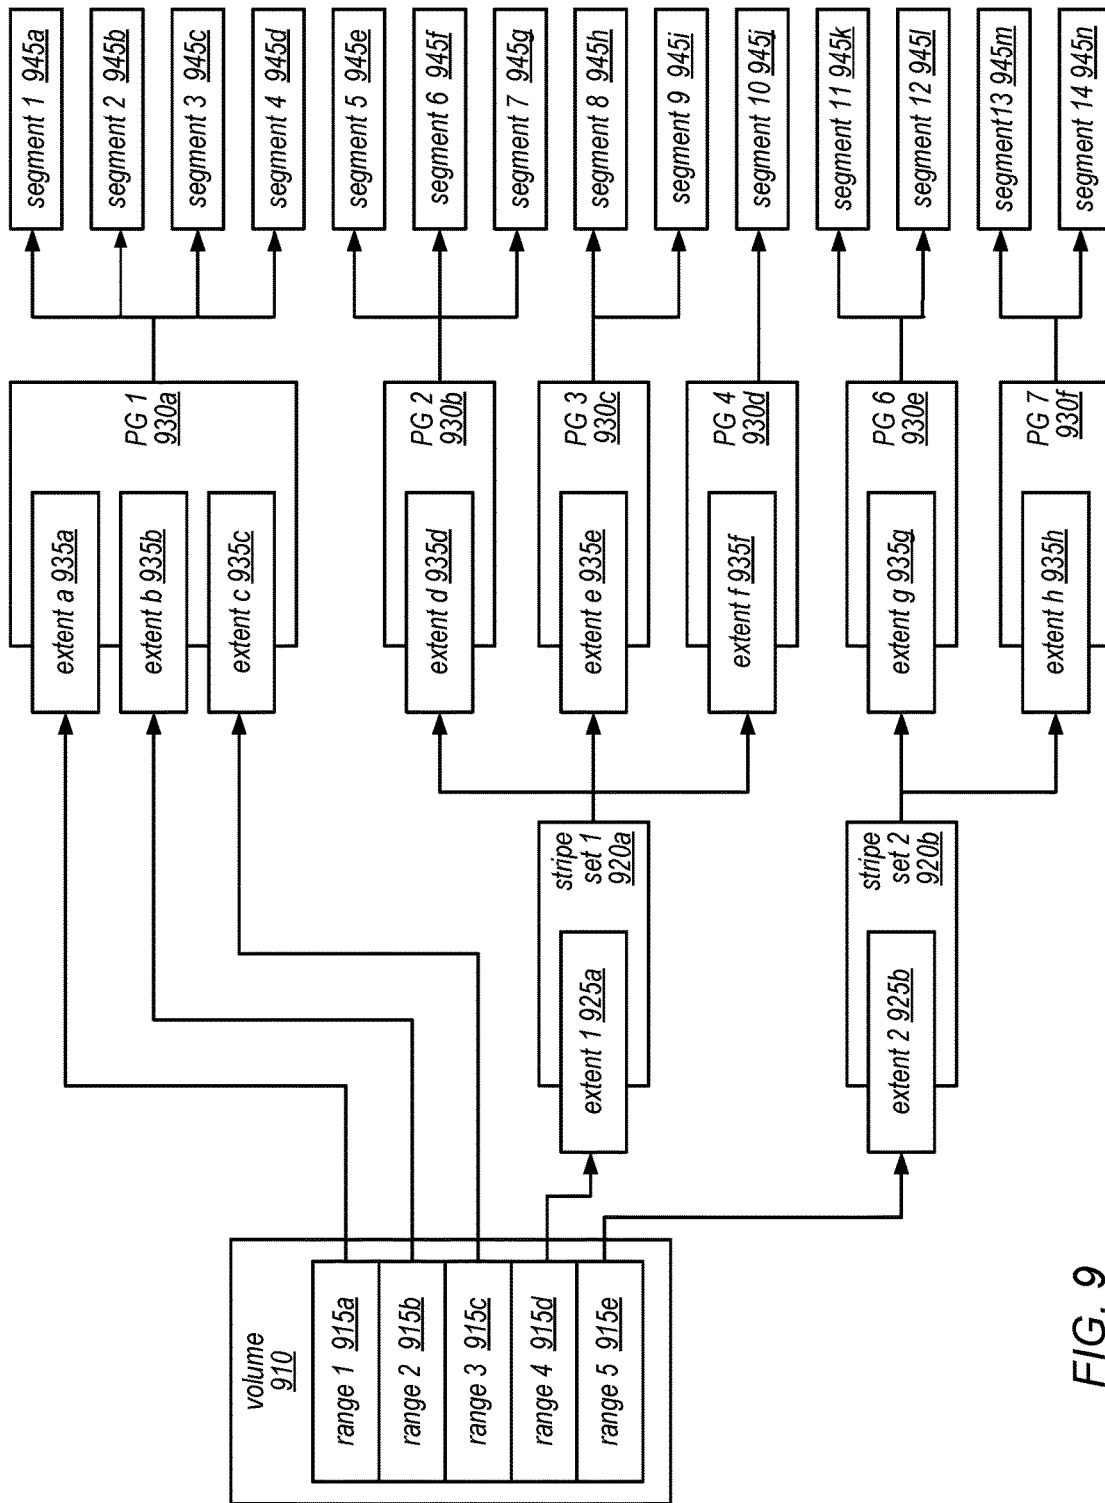 volume
910
range 1 915a
range 2 915b
range 3 915c
range 4 915d
range 5 915e
extent 1 925a
stripe
set 1
920a
extent 2 925b
stripe
set 2
920b
extent a 935a
extent b 935b
extent c 935c
PG 1
930a
extent d 935d
PG 2
930b
extent e 935e
PG 3
930c
extent f 935f
PG 4
930d
extent g 935g
PG 6
930e
extent h 935h
PG 7
930f
segment 1 945a
segment 2 945b
segment 3 945c
segment 4 945d
segment 5 945e
segment 6 945f
segment 7 945g
segment 8 945h
segment 9 945i
segment 10 945j
segment 11 945k
segment 12 945l
segment13 945m
segment 14 945n
FIG. 9